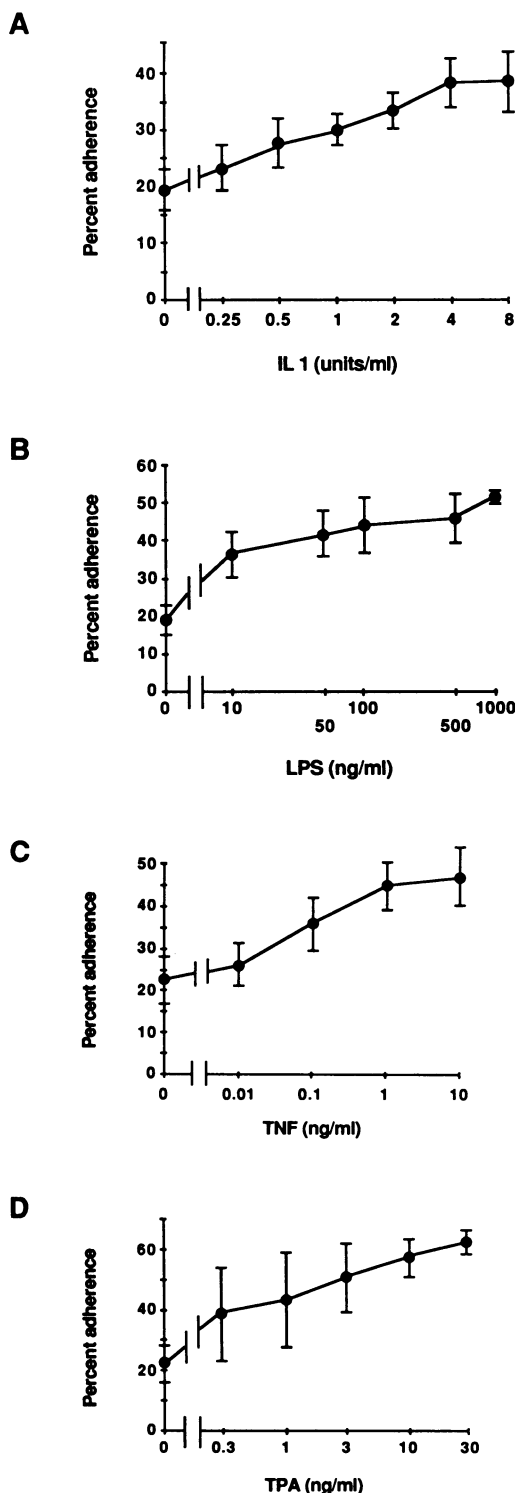 A
Percent adherence
40
30
20
10
0
0 0.25 0.5 1 2 4 8
IL 1 (units/ml)
B
Percent adherence
60
50
40
30
20
10
0
0 10 100 1000
50 500
LPS (ng/ml)
C
Percent adherence
50
40
30
20
10
0
0 0.01 0.1 1 10
TNF (ng/ml)
D
Percent adherence
60
40
20
0
0 0.3 1 3 10 30
TPA (ng/ml)